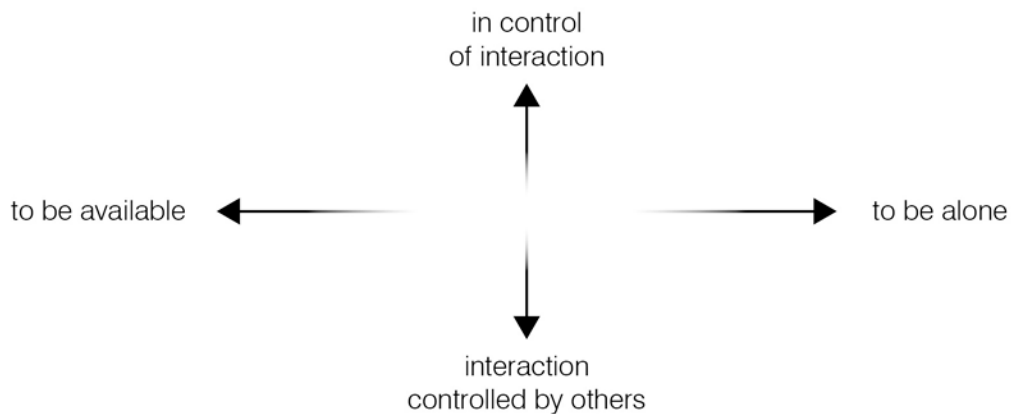 in control
of interaction
to be available
to be alone
interaction
controlled by others